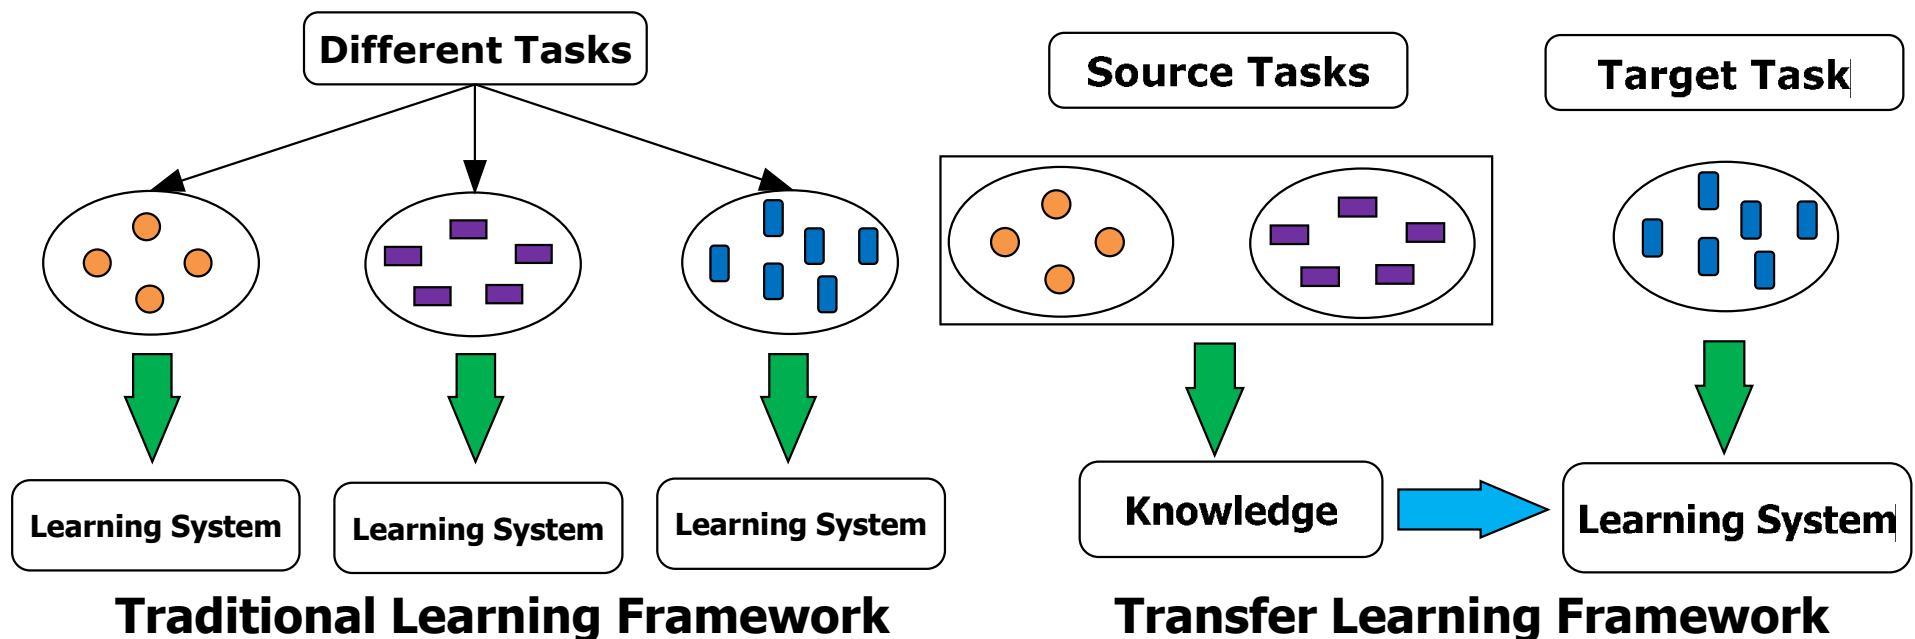 Different Tasks
Learning System
Learning System
Learning System
Traditional Learning Framework
Source Tasks
Target Task
Knowledge
Learning System
Transfer Learning Framework